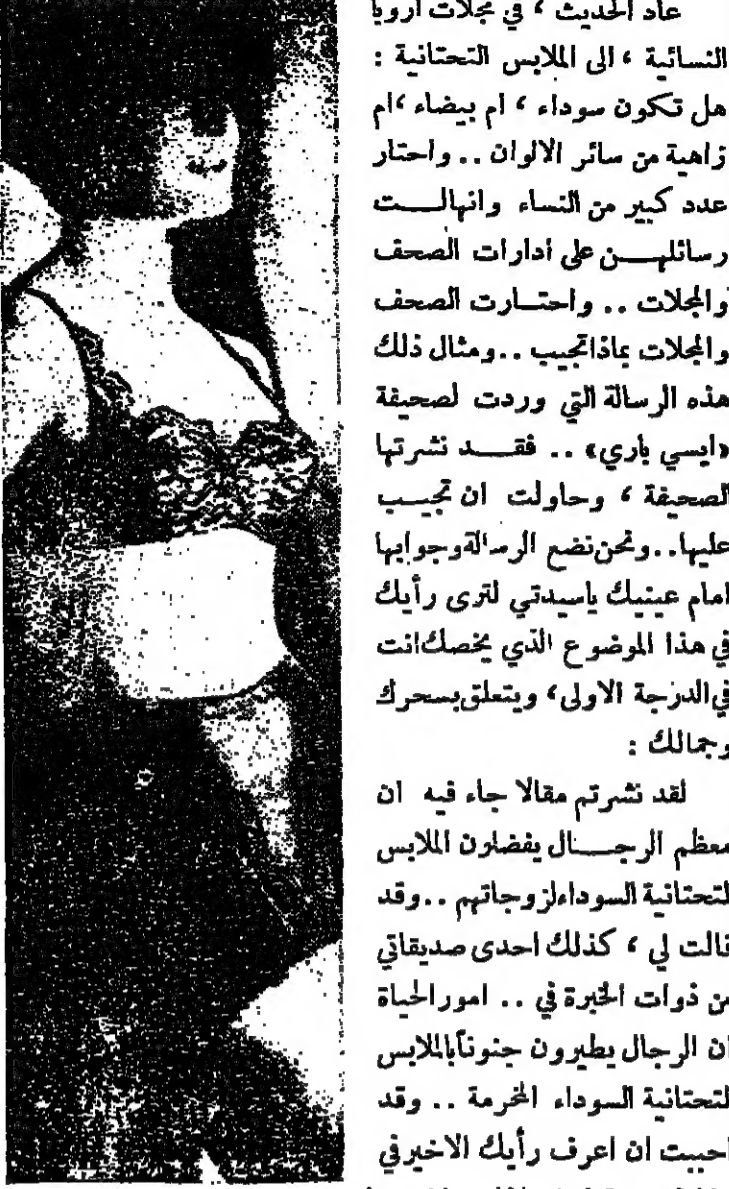 عاد الحديث ، في مجلات اروبا
النسائية ، الى الملابس التحتانية :
هل تكون سوداء ، ام بيضاء ،ام
زاهية من سائر الالوان .. واحتار
عدد كبير من النساء وانهالت
رسائلهن على ادارات الصحف
والمجلات .. واحتارت الصحف
والمجلات بماذا تجيب .. ومثال ذلك
هذه الرسالة التي وردت لصحيفة
«ايسي باري» .. فقد نشرتها
الصحيفة ، وحاولت ان تجيب
عليها.. ونحن نضع الرسالة وجوابها
امام عينيك ياسيدتي لترى رأيك
في هذا الموضوع الذي يخصك انت
في الدرجة الاولى، ويتعلق بسحرك
وجمالك :
لقد نشرتم مقالا جاء فيه ان
معظم الرجال يفضلون الملابس
لتحتانية السوداء لزوجاتهم .. وقد
قالت لي ، كذلك احدى صديقاتي
من ذوات الخبرة في .. امور الحياة
ان الرجال يطيرون جنوناً بالملابس
لتحتانية السوداء المخرمة .. وقد
احببت ان اعرف رأيك الاخير في